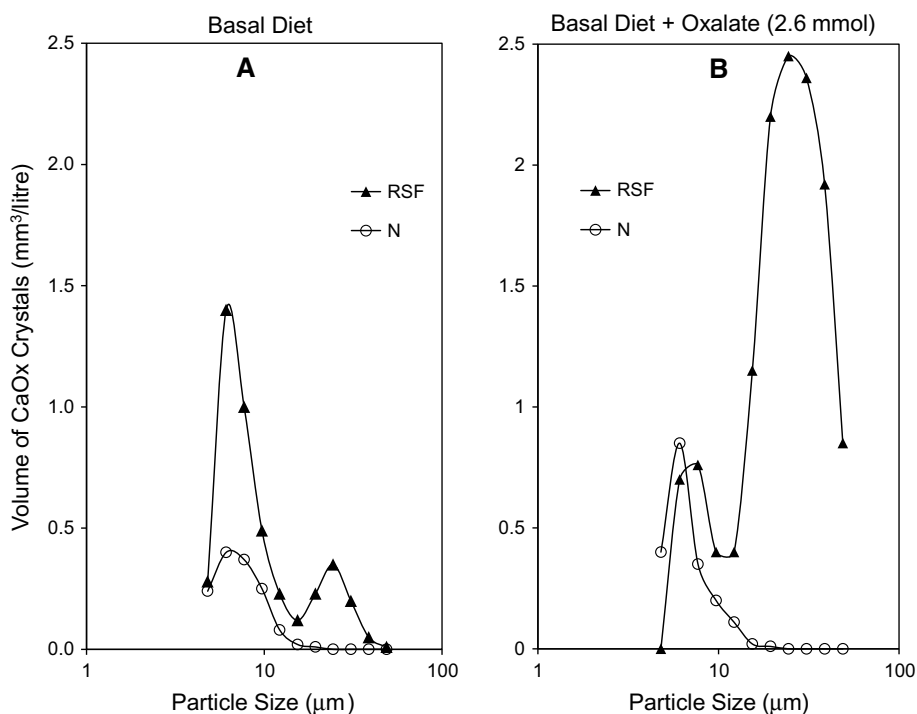 Basal Diet
A
Volume of CaOx Crystals (mm³/litre)
2.5
2.0
1.5
1.0
0.5
0.0
RSF
N
1
10
100
Particle Size (μm)
Basal Diet + Oxalate (2.6 mmol)
B
2.5
2.0
1.5
1
0.5
0
RSF
N
1
10
100
Particle Size (μm)